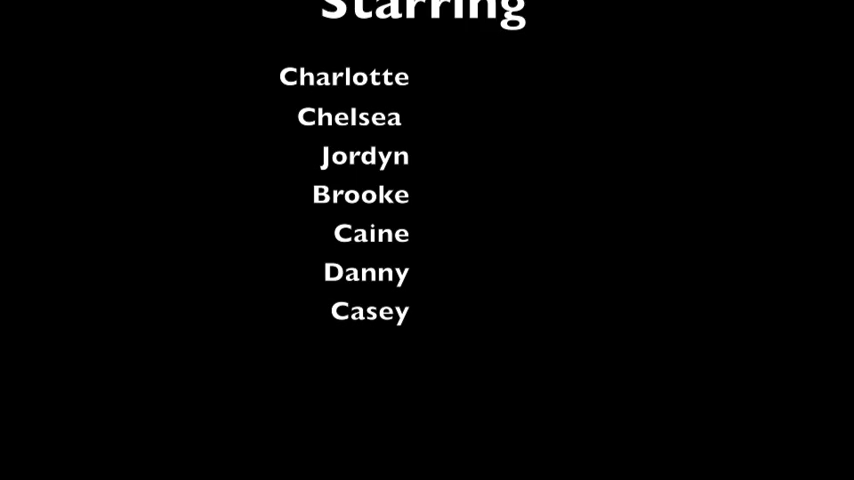 Starring
Charlotte
Chelsea
Jordyn
Brooke
Caine
Danny
Casey